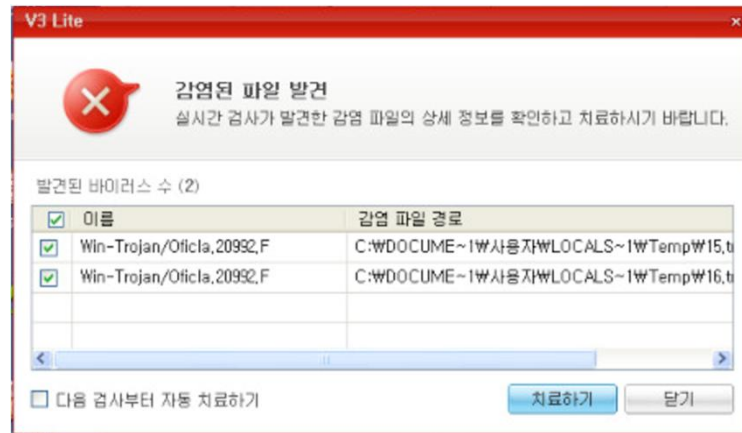 V3 Lite
감염된 파일 발견
실시간 검사가 발견한 감염 파일의 상세 정보를 확인하고 치료하시기 바랍니다.
발견된 바이러스 수 (2)
이름 감염 파일 경로
Win-Trojan/Oficla.20992.F C:₩DOCUME~1₩사용자₩LOCALS~1₩Temp₩15.t
Win-Trojan/Oficla.20992.F C:₩DOCUME~1₩사용자₩LOCALS~1₩Temp₩16.t
다음 검사부터 자동 치료하기 치료하기 닫기